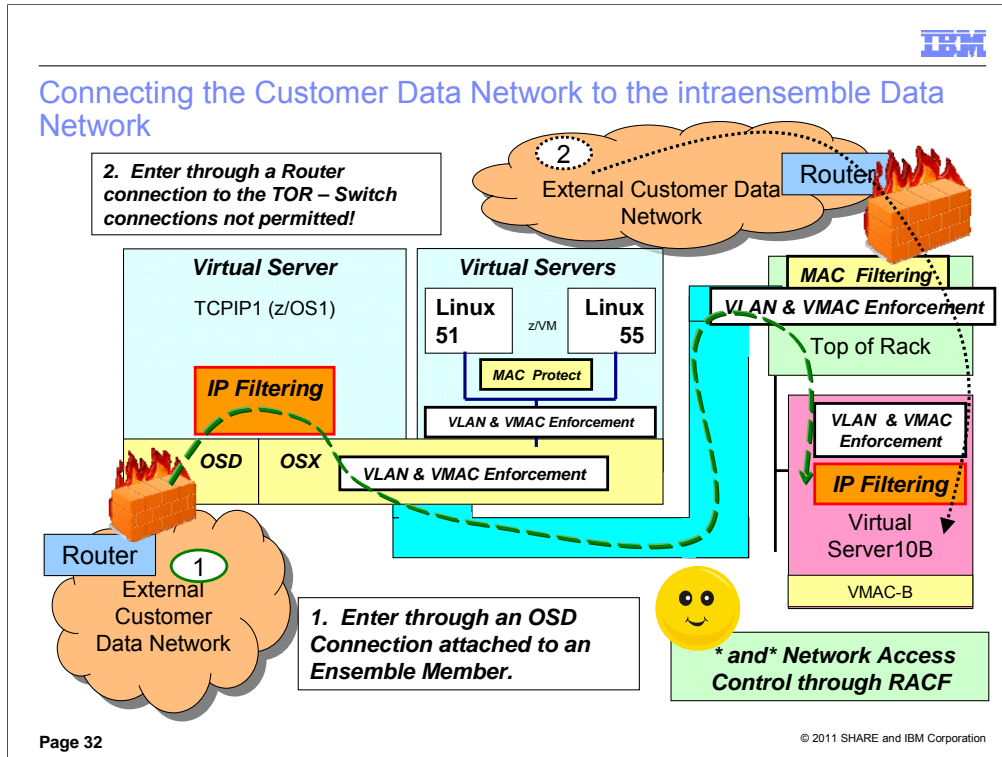 IBM
Connecting the Customer Data Network to the intraensemble Data
Network
2. Enter through a Router
connection to the TOR – Switch
connections not permitted!
2
External Customer Data
Network
Router
Virtual Server
TCPIP1 (z/OS1)
IP Filtering
OSD
OSX
Virtual Servers
Linux
51
z/VM
Linux
55
MAC Protect
VLAN & VMAC Enforcement
VLAN & VMAC Enforcement
MAC Filtering
VLAN & VMAC Enforcement
Top of Rack
VLAN & VMAC
Enforcement
IP Filtering
Virtual
Server10B
VMAC-B
Router
1
External
Customer
Data Network
1. Enter through an OSD
Connection attached to an
Ensemble Member.
* and* Network Access
Control through RACF
Page 32
© 2011 SHARE and IBM Corporation